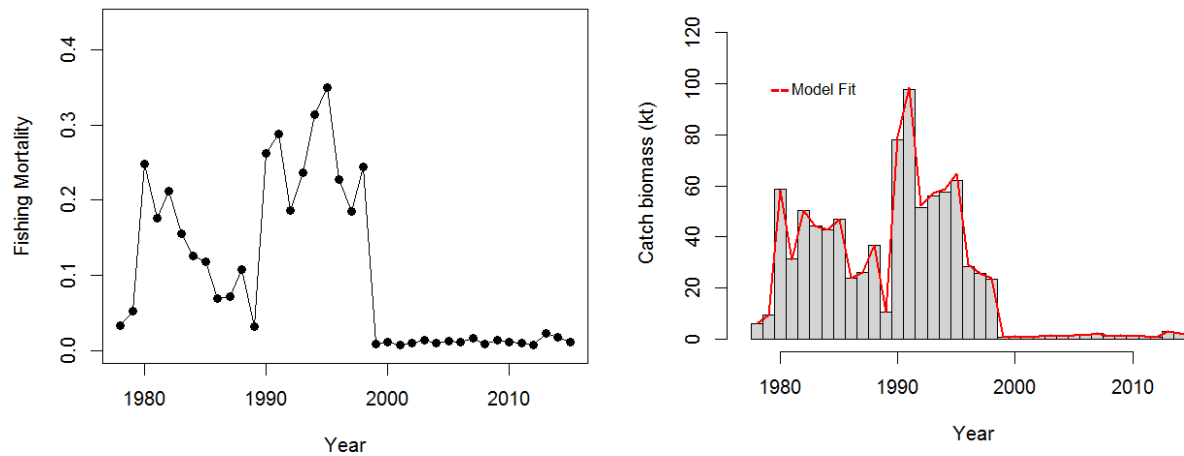 Fishing Mortality
0.4
0.3
0.2
0.1
0.0
1980 1990 2000 2010
Year
Catch biomass (kt)
120
100
80
60
40
20
0
Model Fit
1980 1990 2000 2010
Year